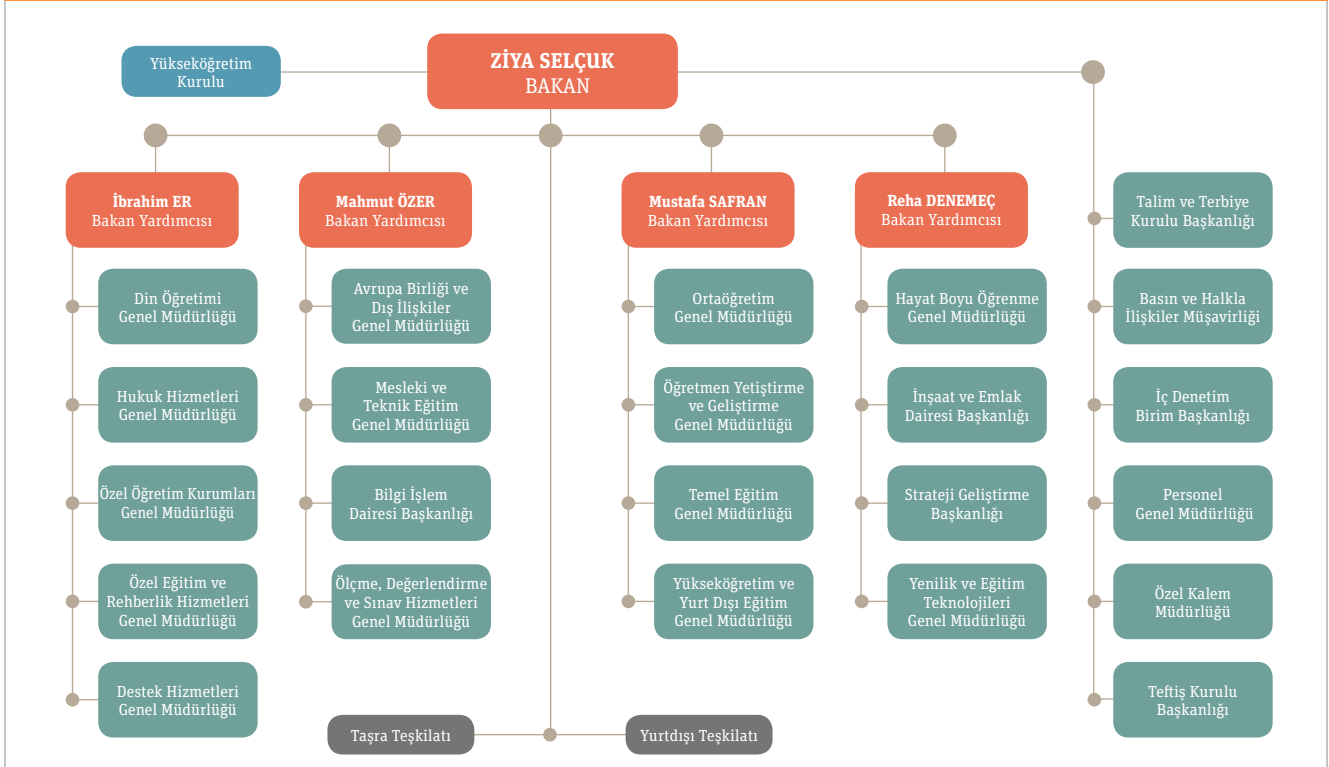 Yükseköğretim
Kurulu
ZİYA SELÇUK
BAKAN
İbrahim ER
Bakan Yardımcısı
Din Öğretimi
Genel Müdürlüğü
Hukuk Hizmetleri
Genel Müdürlüğü
Özel Öğretim Kurumları
Genel Müdürlüğü
Özel Eğitim ve
Rehberlik Hizmetleri
Genel Müdürlüğü
Destek Hizmetleri
Genel Müdürlüğü
Mahmut ÖZER
Bakan Yardımcısı
Avrupa Birliği ve
Dış İlişkiler
Genel Müdürlüğü
Mesleki ve
Teknik Eğitim
Genel Müdürlüğü
Bilgi İşlem
Dairesi Başkanlığı
Ölçme, Değerlendirme
ve Sınav Hizmetleri
Genel Müdürlüğü
Mustafa SAFRAN
Bakan Yardımcısı
Ortaöğretim
Genel Müdürlüğü
Öğretmen Yetiştirme
ve Geliştirme
Genel Müdürlüğü
Temel Eğitim
Genel Müdürlüğü
Yükseköğretim ve
Yurt Dışı Eğitim
Genel Müdürlüğü
Reha DENEMEÇ
Bakan Yardımcısı
Hayat Boyu Öğrenme
Genel Müdürlüğü
İnşaat ve Emlak
Dairesi Başkanlığı
Strateji Geliştirme
Başkanlığı
Yenilik ve Eğitim
Teknolojileri
Genel Müdürlüğü
Talim ve Terbiye
Kurulu Başkanlığı
Basın ve Halkla
İlişkiler Müşavirliği
İç Denetim
Birim Başkanlığı
Personel
Genel Müdürlüğü
Özel Kalem
Müdürlüğü
Teftiş Kurulu
Başkanlığı
Taşra Teşkilatı
Yurtdışı Teşkilatı